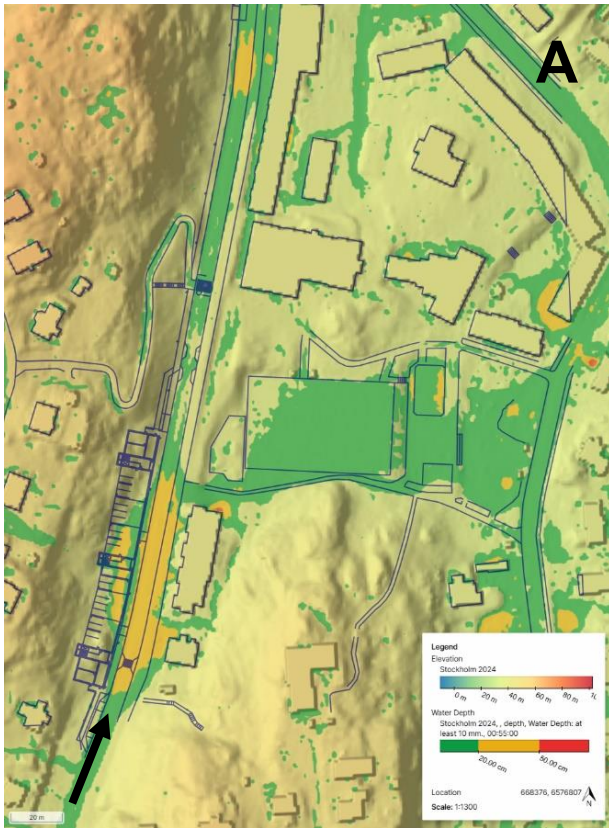 A
Legend
Elevation
Stockholm 2024
0 m 20 m 40 m 60 m 80 m 1(
Water Depth
Stockholm 2024, , depth, Water Depth: at
least 10 mm., 00:55:00
20.00 cm 50.00 cm
Location 668376, 6576807
Scale: 1:1300 N
20 m